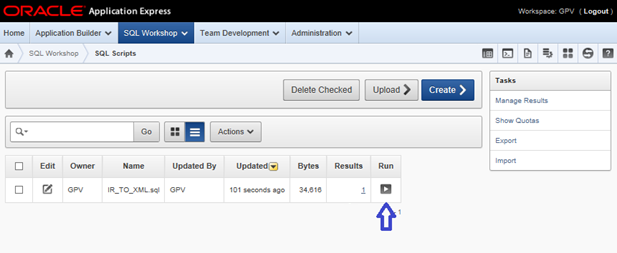 ORACLE Application Express
Workspace: GPV ( Logout )
Home Application Builder SQL Workshop Team Development Administration
SQL Workshop SQL Scripts
Delete Checked Upload Create
Tasks
Manage Results
Show Quotas
Export
Import
Go Actions
Edit Owner Name Updated By Updated Bytes Results Run
GPV IR_TO_XML.sql GPV 101 seconds ago 34,616 1
1